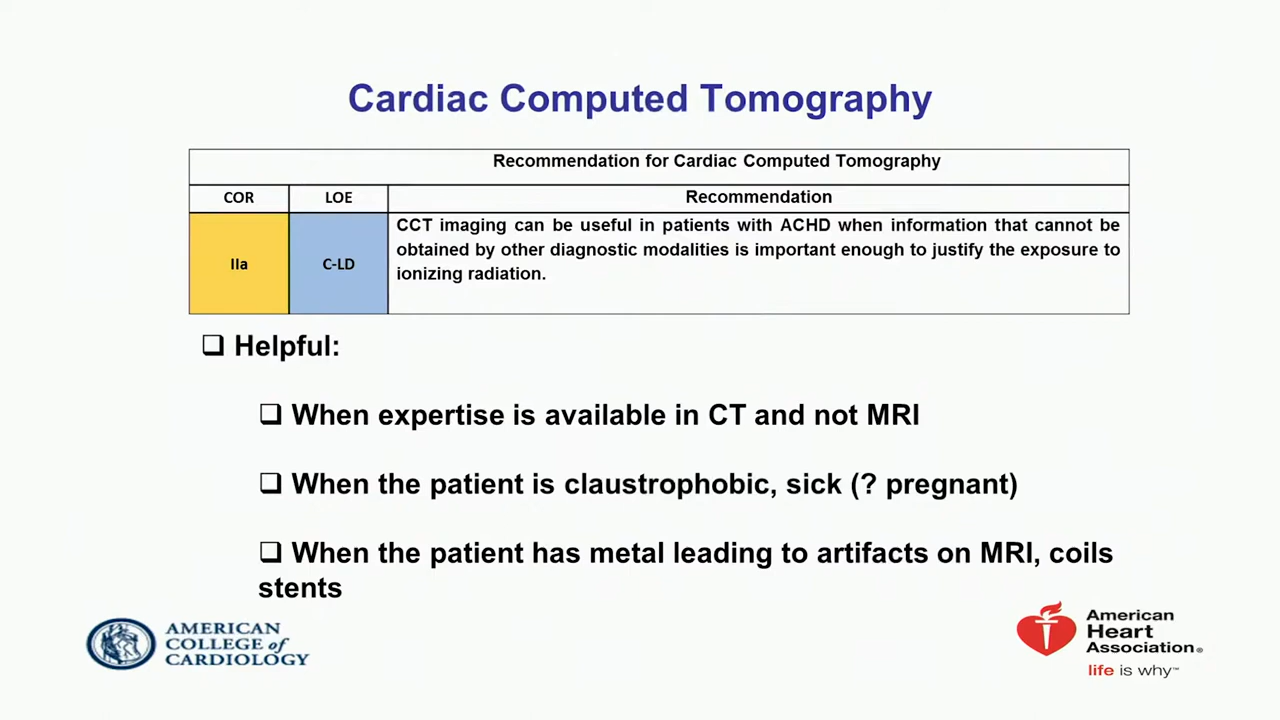 Cardiac Computed Tomography
Recommendation for Cardiac Computed Tomography
COR LOE Recommendation
IIa C-LD CCT imaging can be useful in patients with ACHD when information that cannot be
obtained by other diagnostic modalities is important enough to justify the exposure to
ionizing radiation.
❑ Helpful:
❑ When expertise is available in CT and not MRI
❑ When the patient is claustrophobic, sick (? pregnant)
❑ When the patient has metal leading to artifacts on MRI, coils
stents
AMERICAN
COLLEGE of
CARDIOLOGY
American
Heart
Association®
life is why™